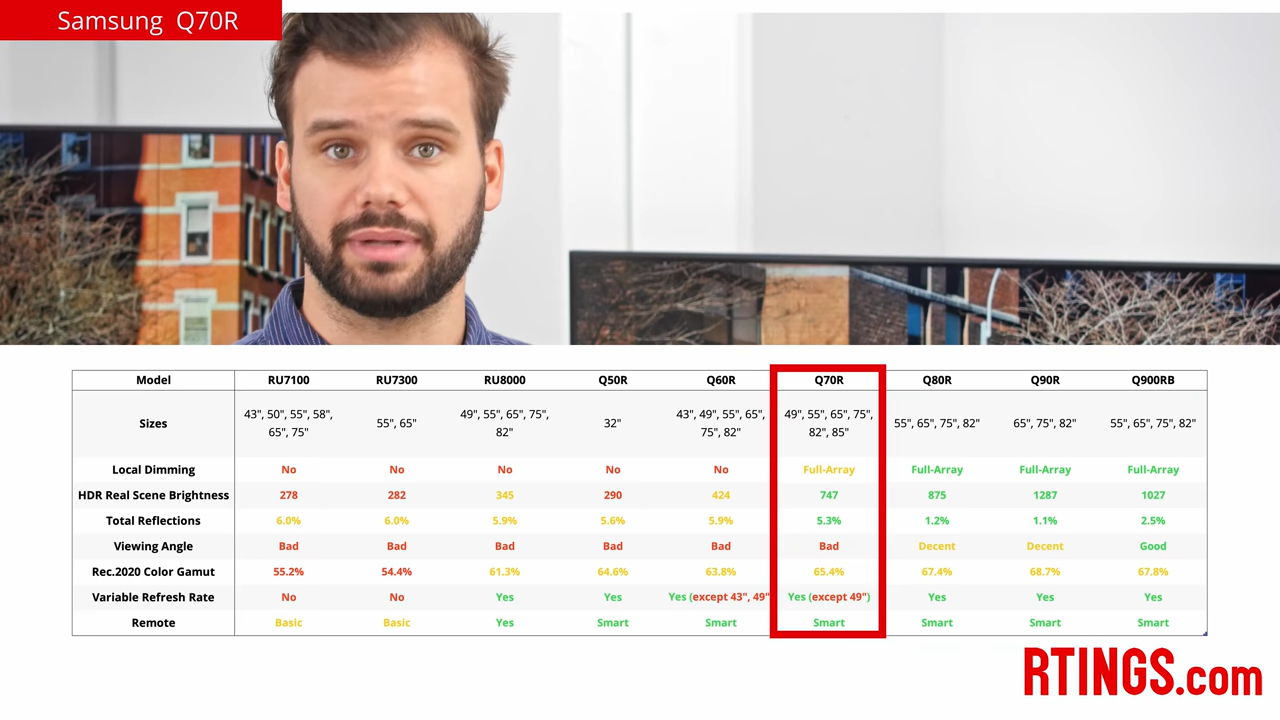 Samsung Q70R
Model RU7100 RU7300 RU8000 Q50R Q60R Q70R Q80R Q90R Q900RB
Sizes 43", 50", 55", 58", 65", 75" 55", 65" 49", 55", 65", 75", 82" 32" 43", 49", 55", 65", 75", 82" 49", 55", 65", 75", 82", 85" 55", 65", 75", 82" 65", 75", 82" 55", 65", 75", 82"
Local Dimming No No No No No Full-Array Full-Array Full-Array Full-Array
HDR Real Scene Brightness 278 282 345 290 424 747 875 1287 1027
Total Reflections 6.0% 6.0% 5.9% 5.6% 5.9% 5.3% 1.2% 1.1% 2.5%
Viewing Angle Bad Bad Bad Bad Bad Bad Decent Decent Good
Rec.2020 Color Gamut 55.2% 54.4% 61.3% 64.6% 63.8% 65.4% 67.4% 68.7% 67.8%
Variable Refresh Rate No No Yes Yes Yes (except 43", 49" Yes (except 49") Yes Yes Yes
Remote Basic Basic Yes Smart Smart Smart Smart Smart Smart
RTINGS.com